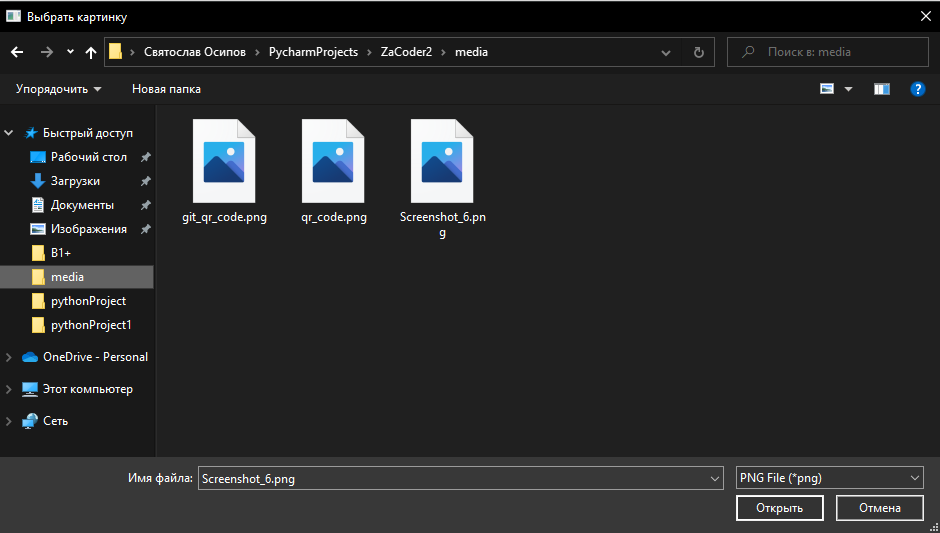 Выбрать картинку
Святослав Осипов > PycharmProjects > ZaCoder2 > media
Поиск в: media
Упорядочить
Новая папка
Быстрый доступ
Рабочий стол
Загрузки
Документы
Изображения
B1+
media
pythonProject
pythonProject1
OneDrive - Personal
Этот компьютер
Сеть
git_qr_code.png
qr_code.png
Screenshot_6.pn
g
Имя файла:
Screenshot_6.png
PNG File (*png)
Открыть
Отмена